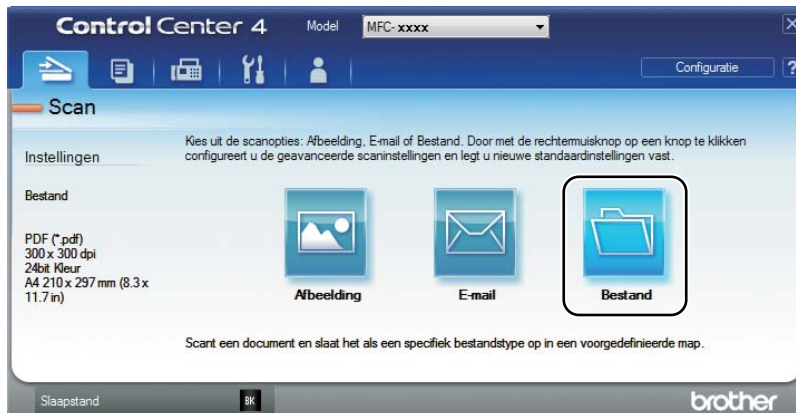 Control Center 4
Model
MFC-xxxx
Configuratie
?
Scan
Instellingen
Kies uit de scanopties: Afbeelding, E-mail of Bestand. Door met de rechtermuisknop op een knop te klikken
configureert u de geavanceerde scaninstellingen en legt u nieuwe standaardinstellingen vast.
Bestand
PDF (*.pdf)
300 x 300 dpi
24bit Kleur
A4 210 x 297 mm (8.3 x
11.7 in)
Afbeelding
E-mail
Bestand
Scant een document en slaat het als een specifiek bestandstype op in een voorgedefinieerde map.
Slaapstand
BK
brother